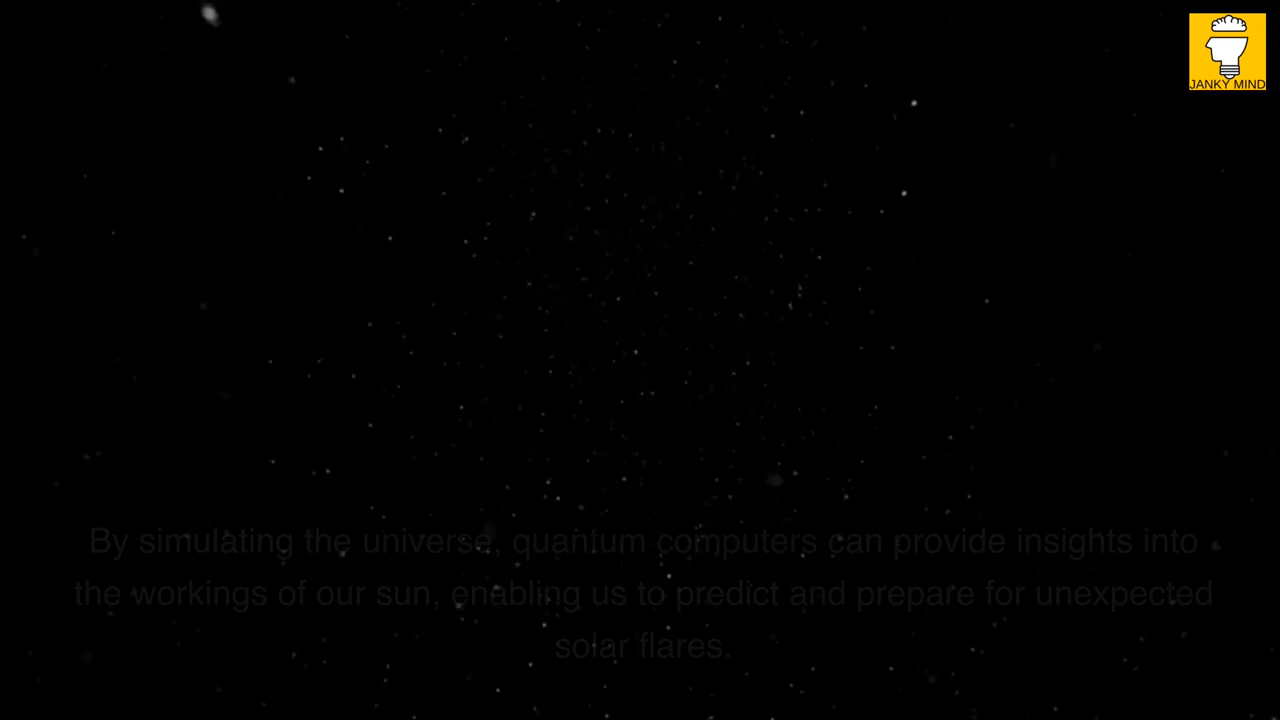 JANKY MIND
By simulating the universe, quantum computers can provide insights into
the workings of our sun, enabling us to predict and prepare for unexpected
solar flares.